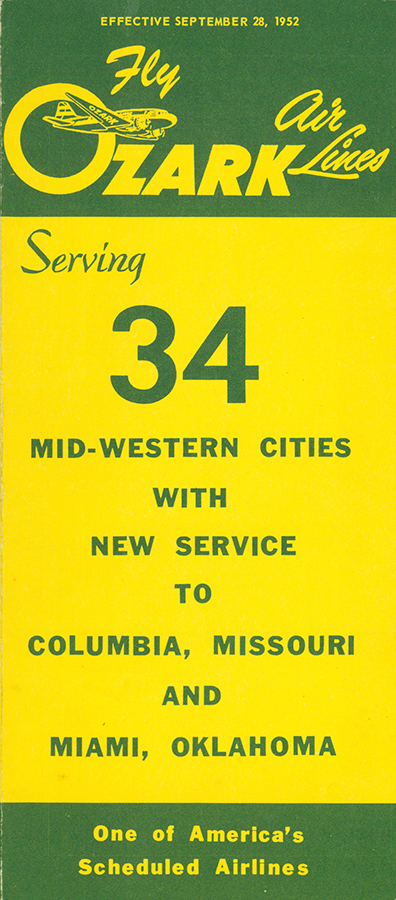 EFFECTIVE SEPTEMBER 28, 1952
Fly
OZARK
OZARK
Air
Lines
Serving
34
MID-WESTERN CITIES
WITH
NEW SERVICE
TO
COLUMBIA, MISSOURI
AND
MIAMI, OKLAHOMA
One of America's
Scheduled Airlines